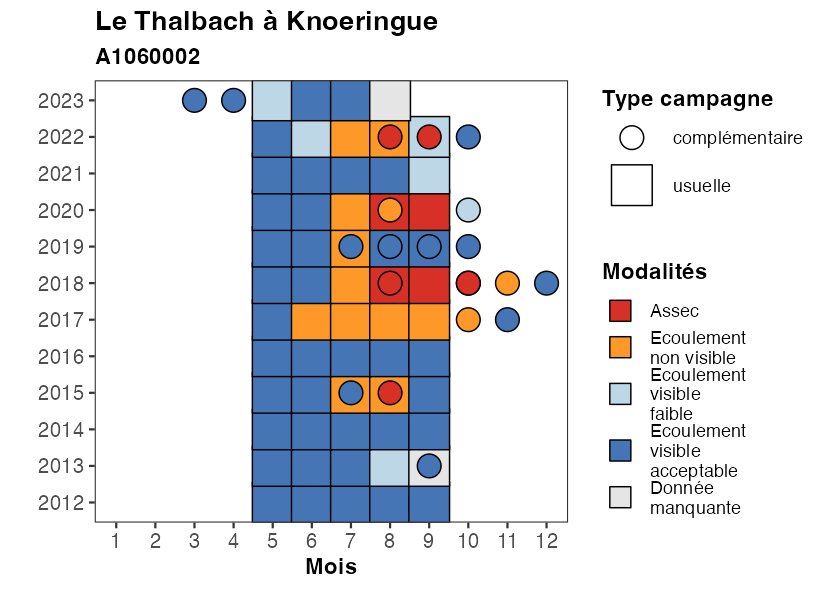 Le Thalbach à Knoeringue
A1060002
2023
2022
2021
2020
2019
2018
2017
2016
2015
2014
2013
2012
1 2 3 4 5 6 7 8 9 10 11 12
Mois
Type campagne
complémentaire
usuelle
Modalités
Assec
Ecoulement
non visible
Ecoulement
visible
faible
Ecoulement
visible
acceptable
Donnée
manquante